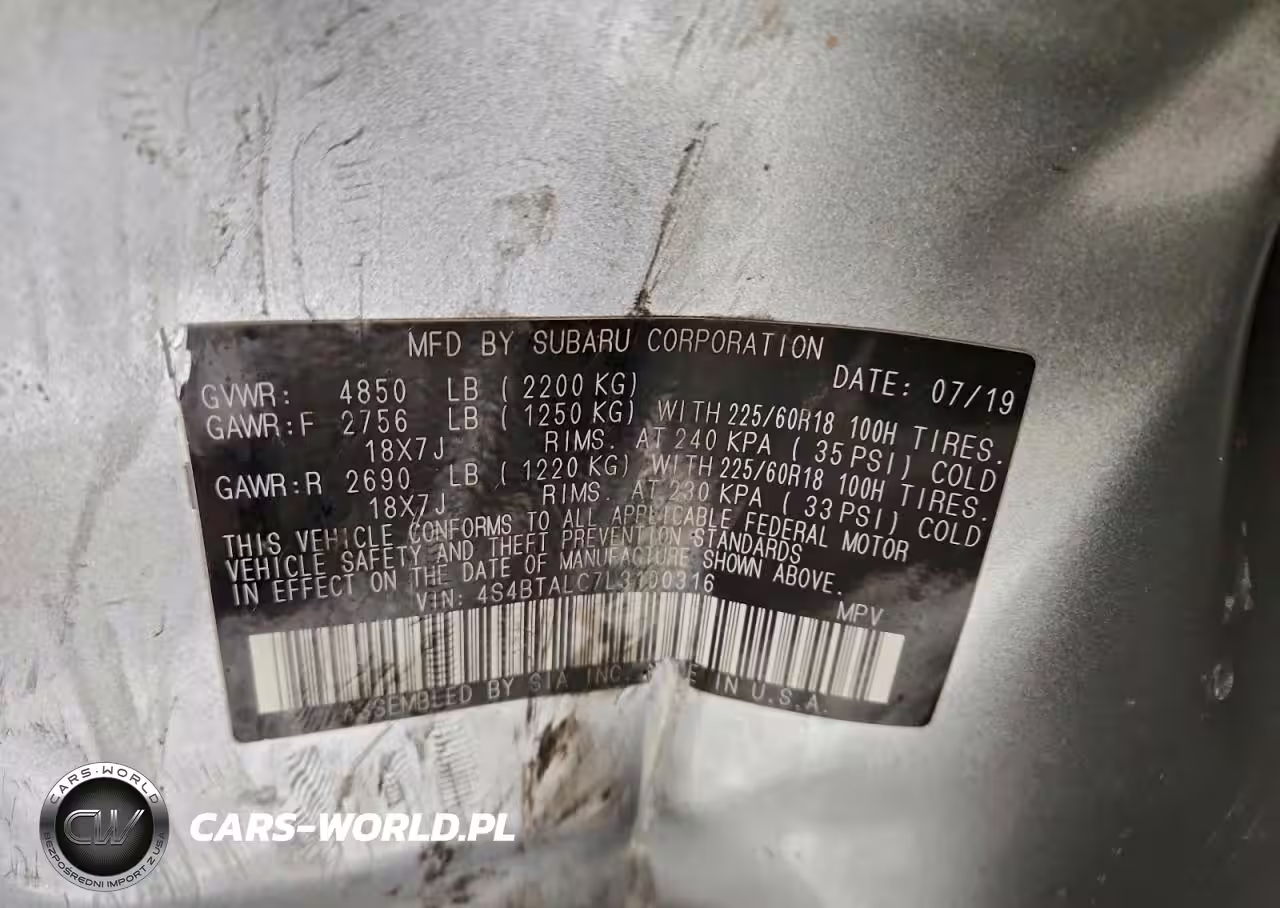 MFD BY SUBARU CORPORATION
DATE: 07/19
GVWR: 4850 LB (2200 KG)
GAWR:F 2756 LB (1250 KG) WITH 225/60R18 100H TIRES.
18X7J RIMS. AT 240 KPA (35 PSI) COLD
GAWR:R 2690 LB (1220 KG) WITH 225/60R18 100H TIRES.
18X7J RIMS. AT 230 KPA (33 PSI) COLD
THIS VEHICLE CONFORMS TO ALL APPLICABLE FEDERAL MOTOR
VEHICLE SAFETY AND THEFT PREVENTION STANDARDS
IN EFFECT ON THE DATE OF MANUFACTURE SHOWN ABOVE.
VIN:
MPV
BY SIA INC. IN U.S.A.
CARS-WORLD
CW
BEZPOŚREDNI IMPORT Z USA
CARS-WORLD.PL